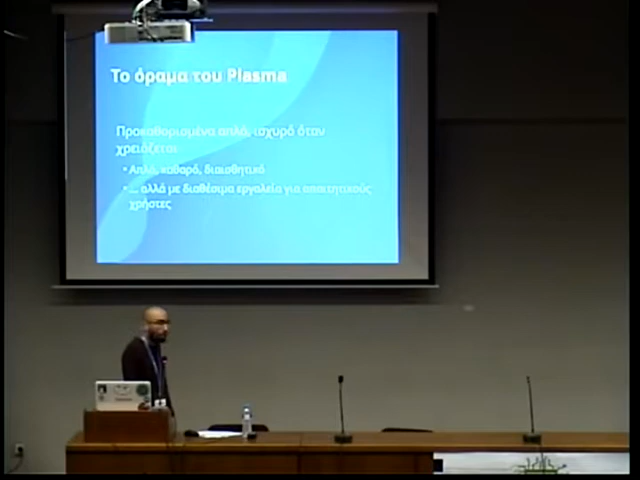 Το όραμα του Plasma
Προκαθορισμένα απλό, ισχυρό όταν
χρειάζεται
• Απλό, καθαρό, διαισθητικό
• ... αλλά με διαθέσιμα εργαλεία για απαιτητικούς
χρήστες